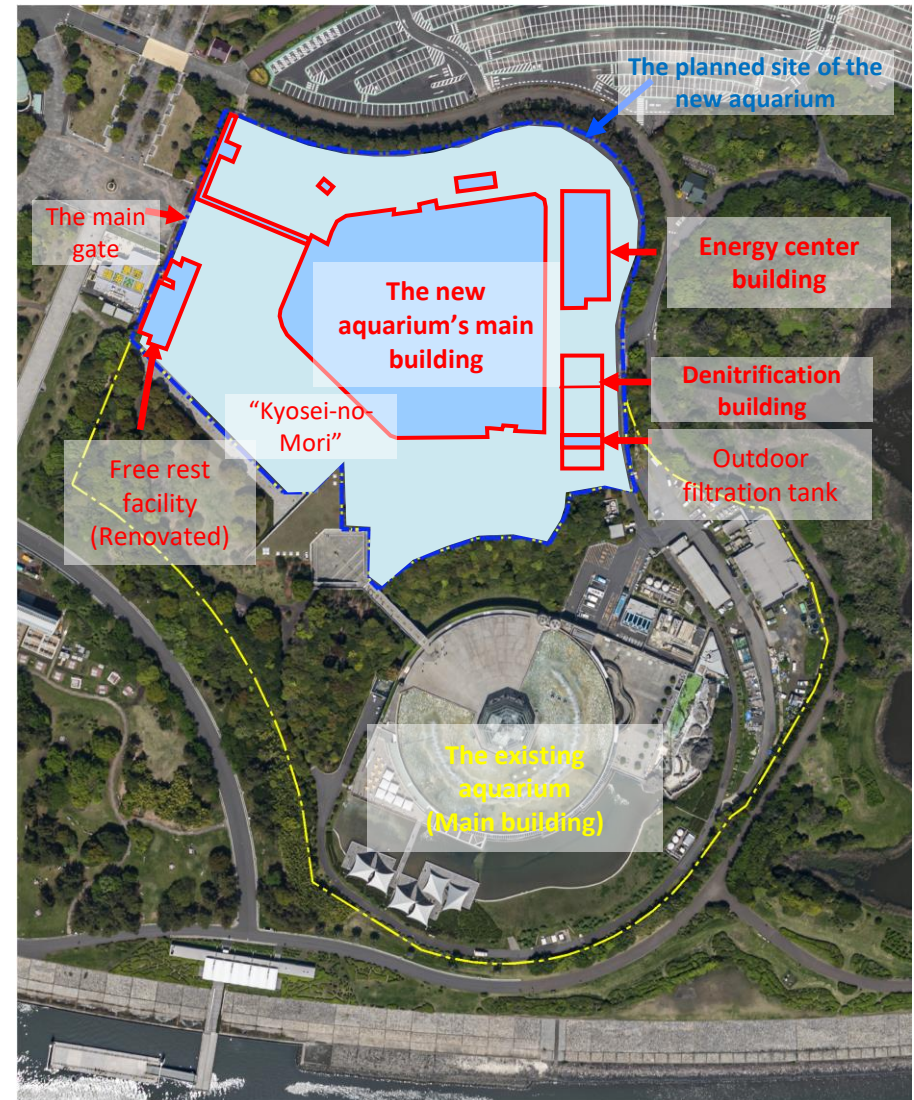 The planned site of the
new aquarium
The main
gate
Energy center
building
The new
aquarium’s main
building
Denitrification
building
“Kyosei-no-
Mori”
Outdoor
filtration tank
Free rest
facility
(Renovated)
The existing
aquarium
(Main building)